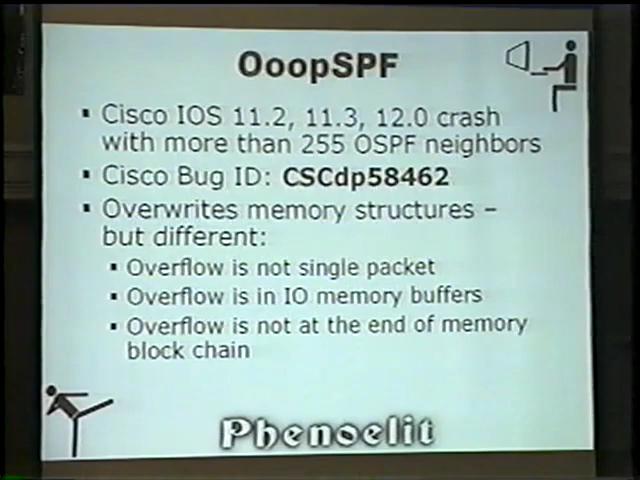 OoopSPF
▪ Cisco IOS 11.2, 11.3, 12.0 crash
with more than 255 OSPF neighbors
▪ Cisco Bug ID: CSCdp58462
▪ Overwrites memory structures –
but different:
▪ Overflow is not single packet
▪ Overflow is in IO memory buffers
▪ Overflow is not at the end of memory
block chain
Phenoelit